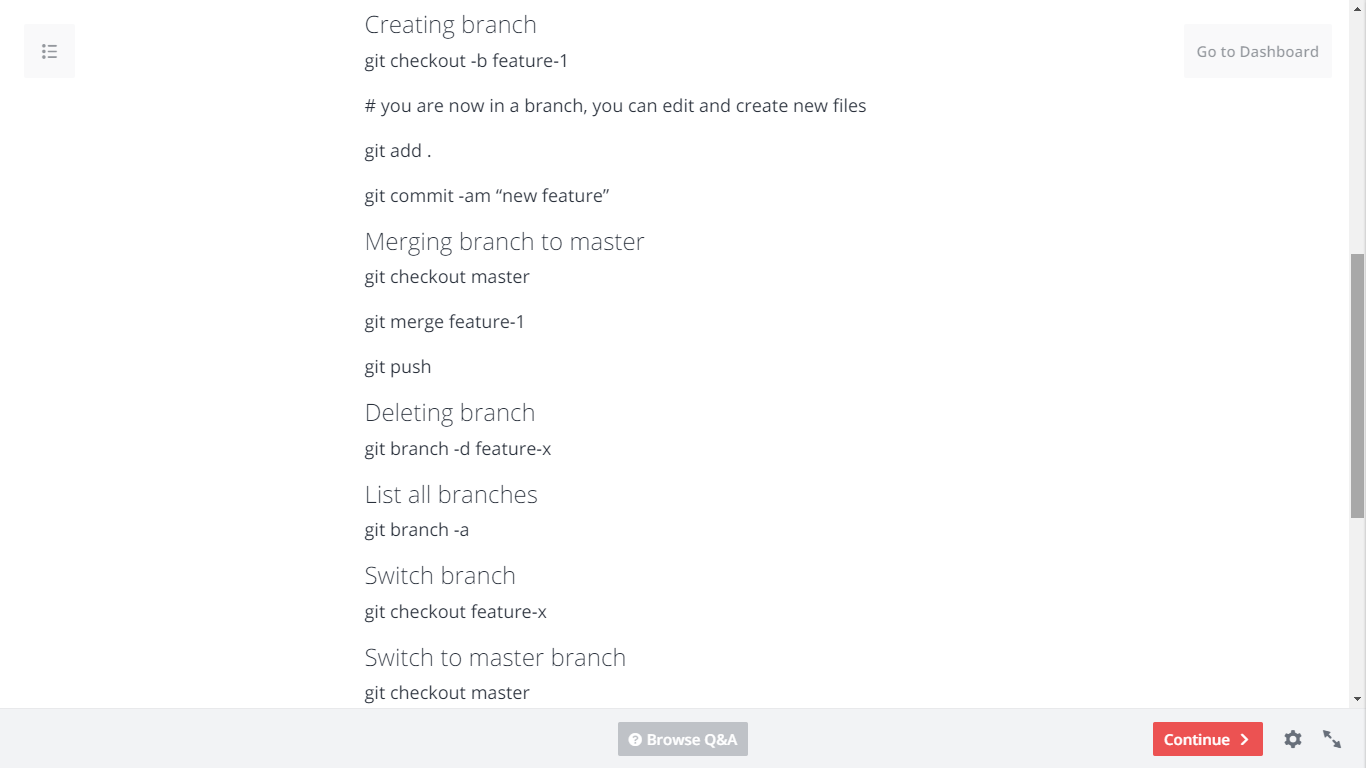 Creating branch
Go to Dashboard
git checkout -b feature-1
# you are now in a branch, you can edit and create new files
git add .
git commit -am “new feature”
Merging branch to master
git checkout master
git merge feature-1
git push
Deleting branch
git branch -d feature-x
List all branches
git branch -a
Switch branch
git checkout feature-x
Switch to master branch
git checkout master
Browse Q&A
Continue